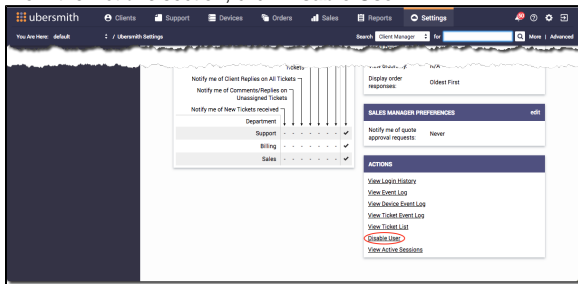 ubersmith Clients Support Devices Orders Sales Reports Settings
You Are Here: default / Ubersmith Settings Search Client Manager for More | Advanced
Tickets
Notify me of Client Replies on All Tickets
Notify me of Comments/Replies on
Unassigned Tickets
Notify me of New Tickets received
Department
Support - - - - - - ✔
Billing - - - - - - ✔
Sales - - - - - - ✔
N/A
Display order
responses: Oldest First
SALES MANAGER PREFERENCES edit
Notify me of quote
approval requests: Never
ACTIONS
View Login History
View Event Log
View Device Event Log
View Ticket Event Log
View Ticket List
Disable User
View Active Sessions